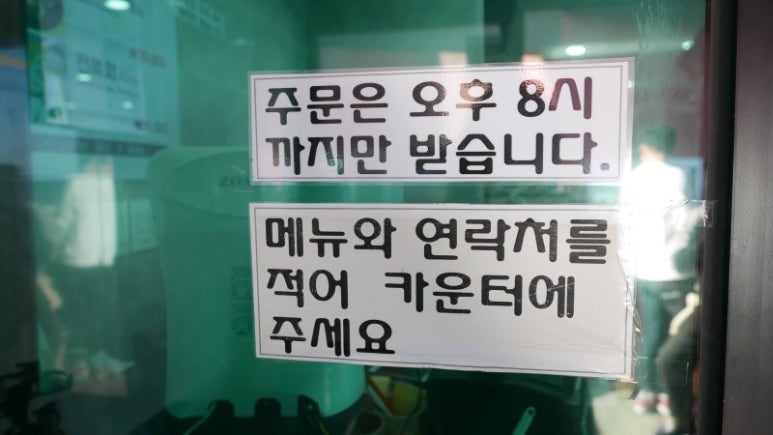 주문은 오후 8시
까지만 받습니다.
메뉴와 연락처를
적어 카운터에
주세요